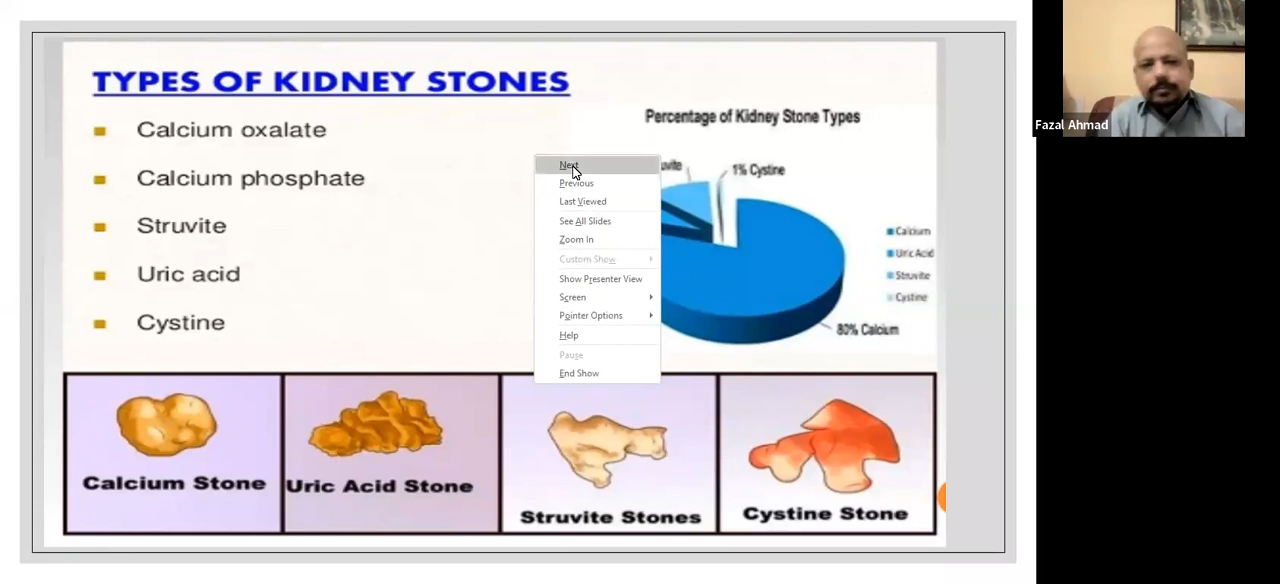 TYPES OF KIDNEY STONES
Calcium oxalate
Calcium phosphate
Struvite
Uric acid
Cystine
Percentage of Kidney Stone Types
1% Cystine
80% Calcium
Calcium
Uric Acid
Struvite
Cystine
Next
Previous
Last Viewed
See All Slides
Zoom In
Custom Show
Show Presenter View
Screen
Pointer Options
Help
Pause
End Show
Calcium Stone
Uric Acid Stone
Struvite Stones
Cystine Stone
Fazal Ahmad